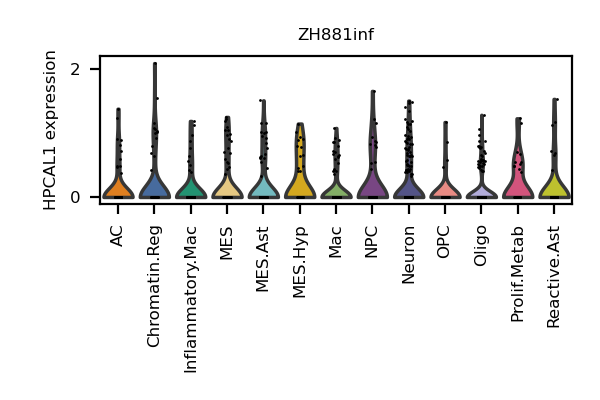 ZH881inf
HPCAL1 expression
2
0
AC
Chromatin.Reg
Inflammatory.Mac
MES
MES.Ast
MES.Hyp
Mac
NPC
Neuron
OPC
Oligo
Prolif.Metab
Reactive.Ast